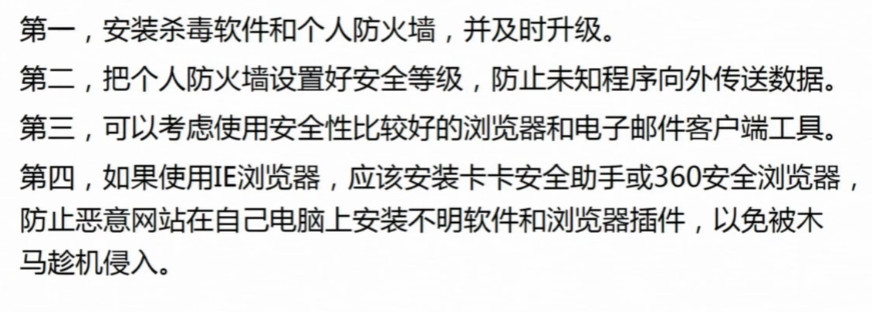 第一，安装杀毒软件和个人防火墙，并及时升级。
第二，把个人防火墙设置好安全等级，防止未知程序向外传送数据。
第三，可以考虑使用安全性比较好的浏览器和电子邮件客户端工具。
第四，如果使用IE浏览器，应该安装卡卡安全助手或360安全浏览器，
防止恶意网站在自己电脑上安装不明软件和浏览器插件，以免被木
马趁机侵入。